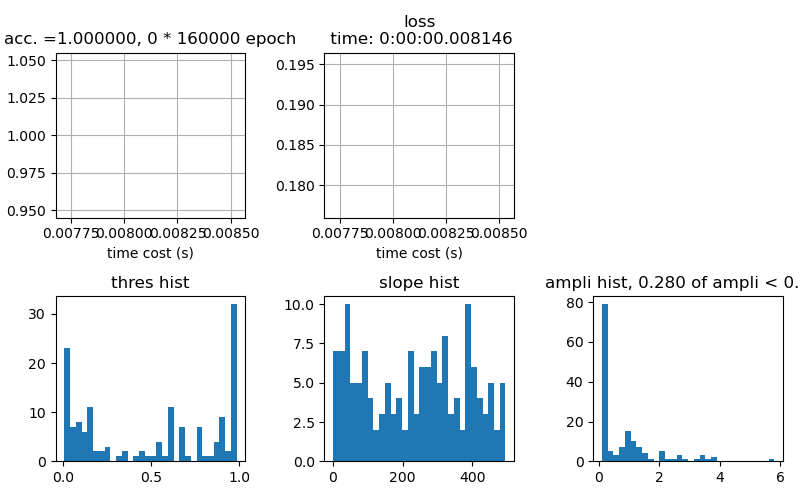 acc. =1.000000, 0 * 160000 epoch
1.050
1.025
1.000
0.975
0.950
0.00775 0.00800 0.00825 0.00850
time cost (s)
loss
time: 0:00:00.008146
0.195
0.190
0.185
0.180
0.00775 0.00800 0.00825 0.00850
time cost (s)
thres hist
30
20
10
0
0.0 0.5 1.0
slope hist
10.0
7.5
5.0
2.5
0.0
0 200 400
ampli hist, 0.280 of ampli < 0.
80
60
40
20
0
0 2 4 6